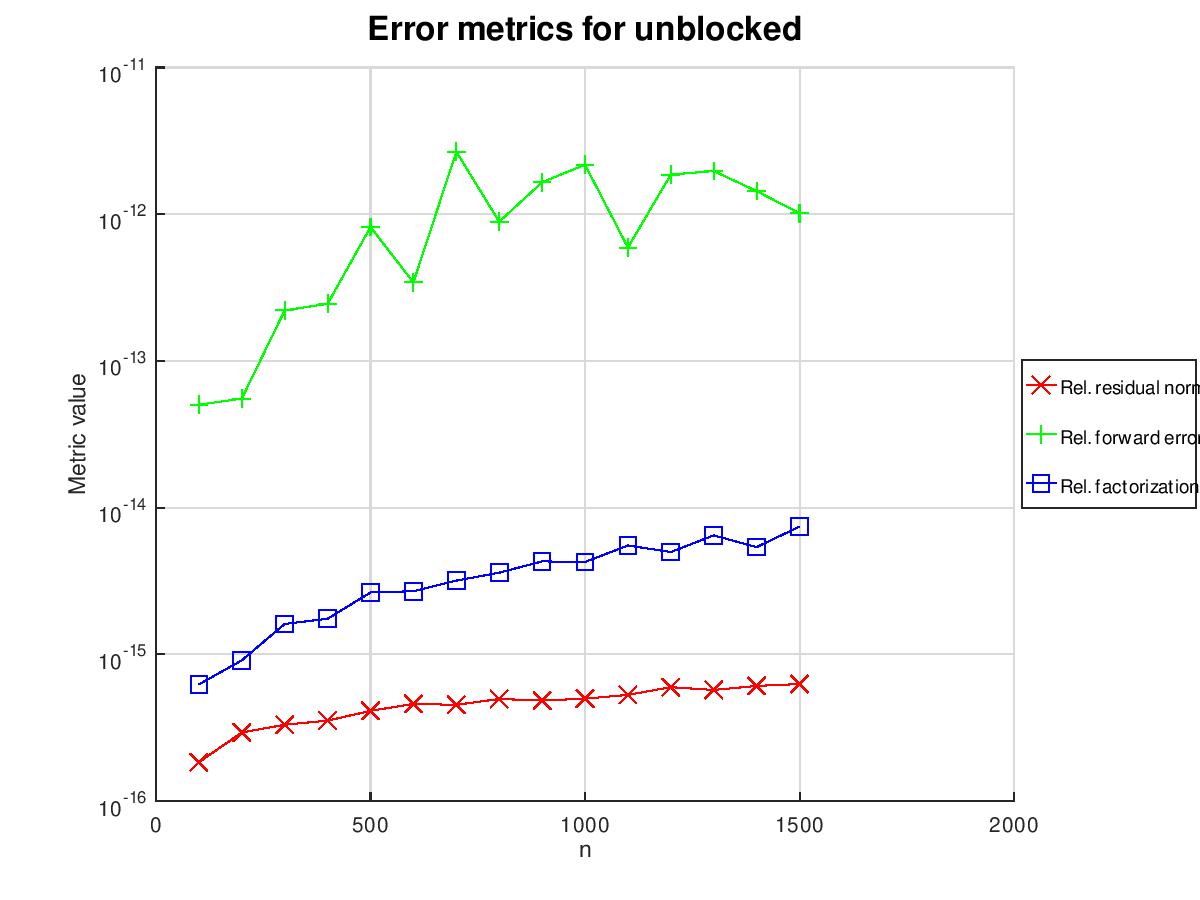 Error metrics for unblocked
10-11
10-12
10-13
10-14
10-15
10-16
Metric value
0
500
1000
1500
2000
n
Rel. residual norm
Rel. forward error
Rel. factorization